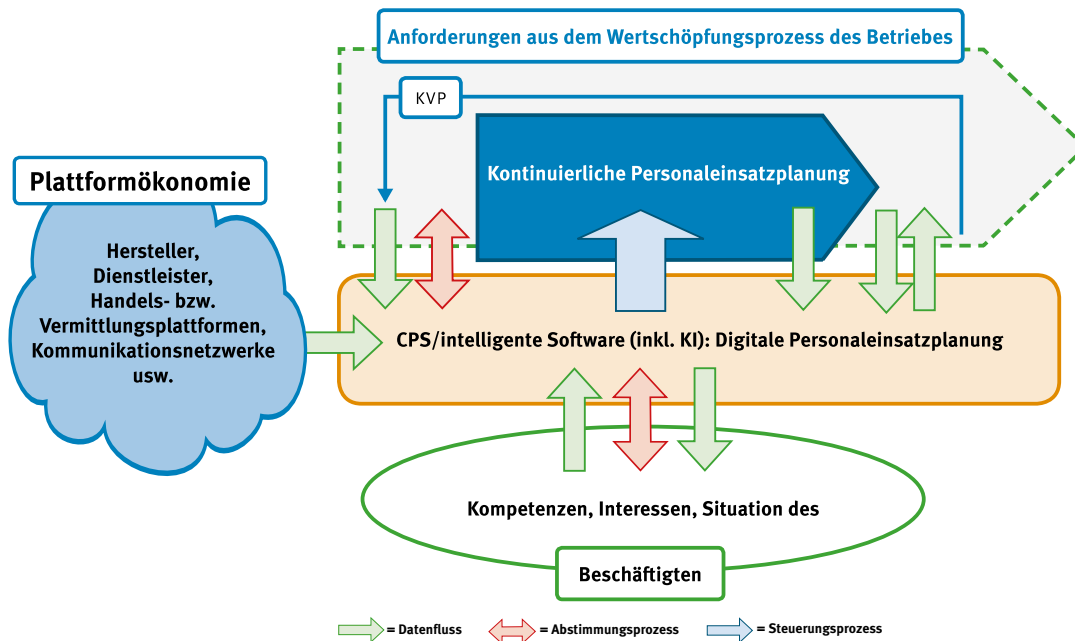 Anforderungen aus dem Wertschöpfungsprozess des Betriebes
KVP
Kontinuierliche Personaleinsatzplanung
Plattformökonomie
Hersteller,
Dienstleister,
Handels- bzw.
Vermittlungsplattformen,
Kommunikationsnetzwerke
usw.
CPS/intelligente Software (inkl. KI): Digitale Personaleinsatzplanung
Kompetenzen, Interessen, Situation des
Beschäftigten
= Datenfluss
= Abstimmungsprozess
= Steuerungsprozess